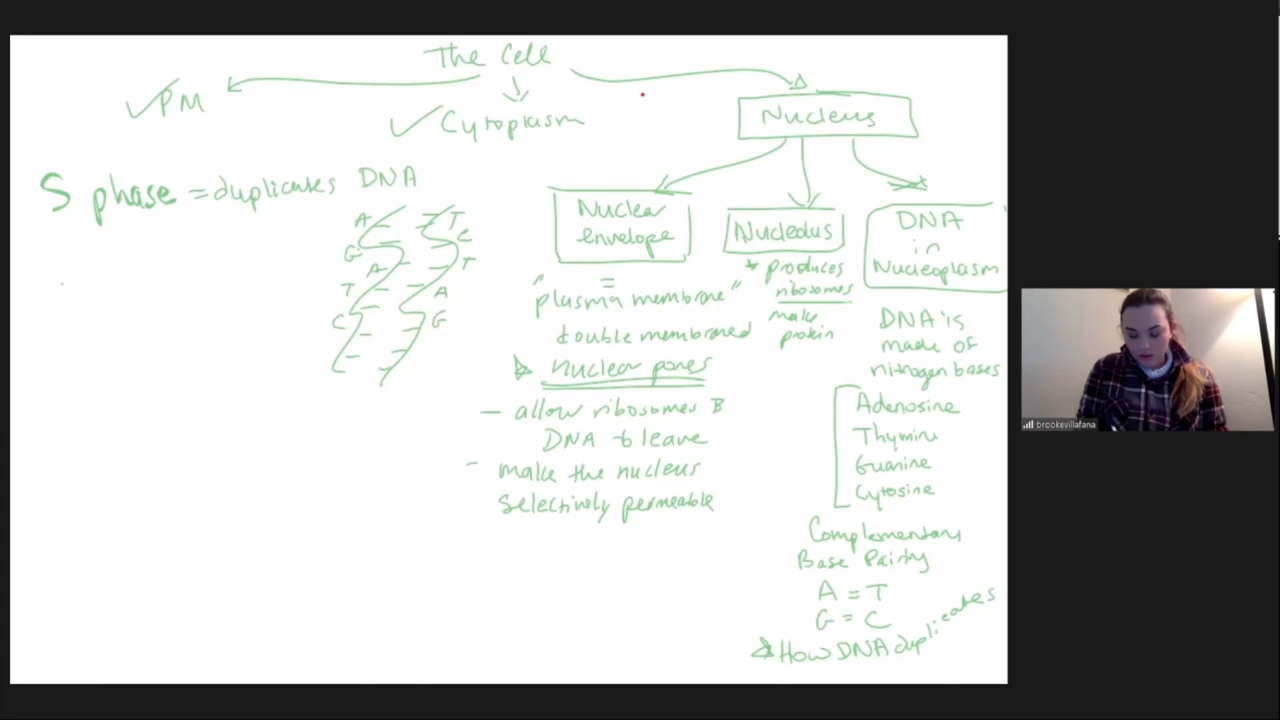 The Cell
✓PM
✓Cytoplasm
Nucleus
S phase = duplicates DNA
A T
G C
A T
T A
C G
Nuclear
envelope
=
"plasma membrane"
double membraned
nuclear pores
— allow ribosomes &
DNA to leave
- make the nucleus
selectively permeable
Nucleolus
* produces
ribosomes
make
protein
DNA
in
Nucleoplasm
DNA is
made of
nitrogen bases
Adenosine
Thymine
Guanine
Cytosine
Complementary
Base Pairing
A = T
G = C
How DNA duplicates
brookevillafana